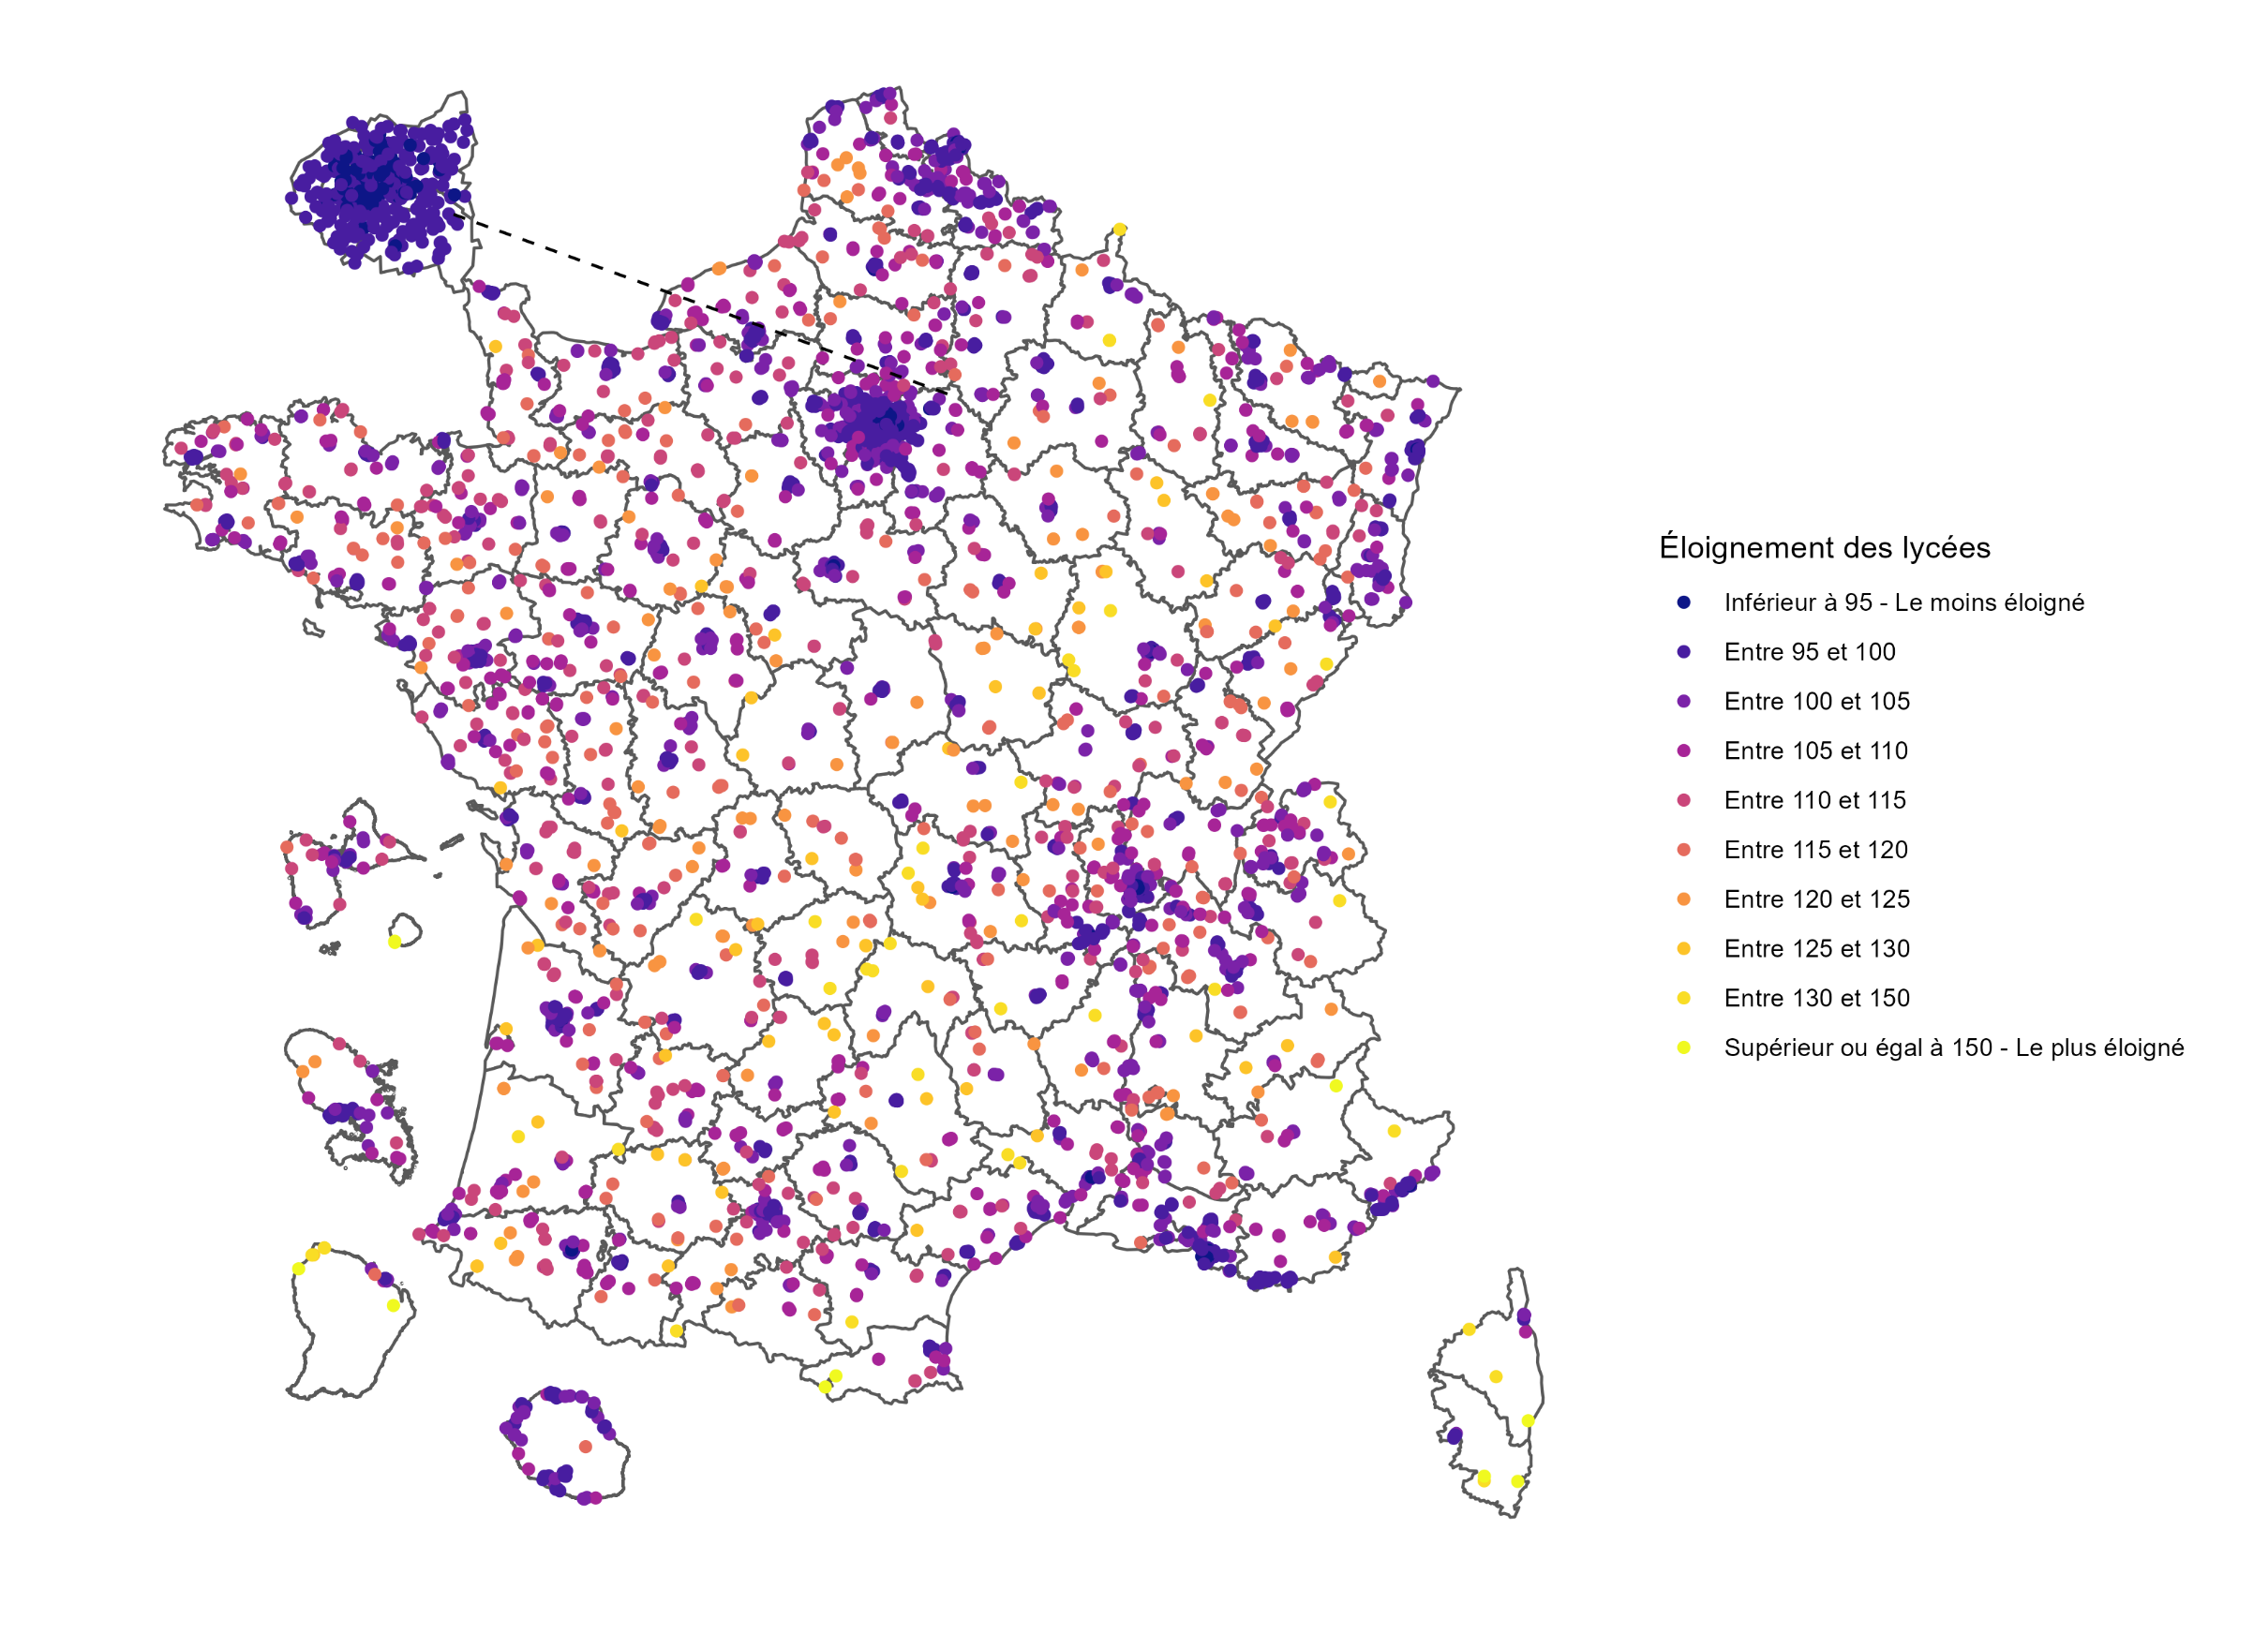 Éloignement des lycées
Inférieur à 95 - Le moins éloigné
Entre 95 et 100
Entre 100 et 105
Entre 105 et 110
Entre 110 et 115
Entre 115 et 120
Entre 120 et 125
Entre 125 et 130
Entre 130 et 150
Supérieur ou égal à 150 - Le plus éloigné